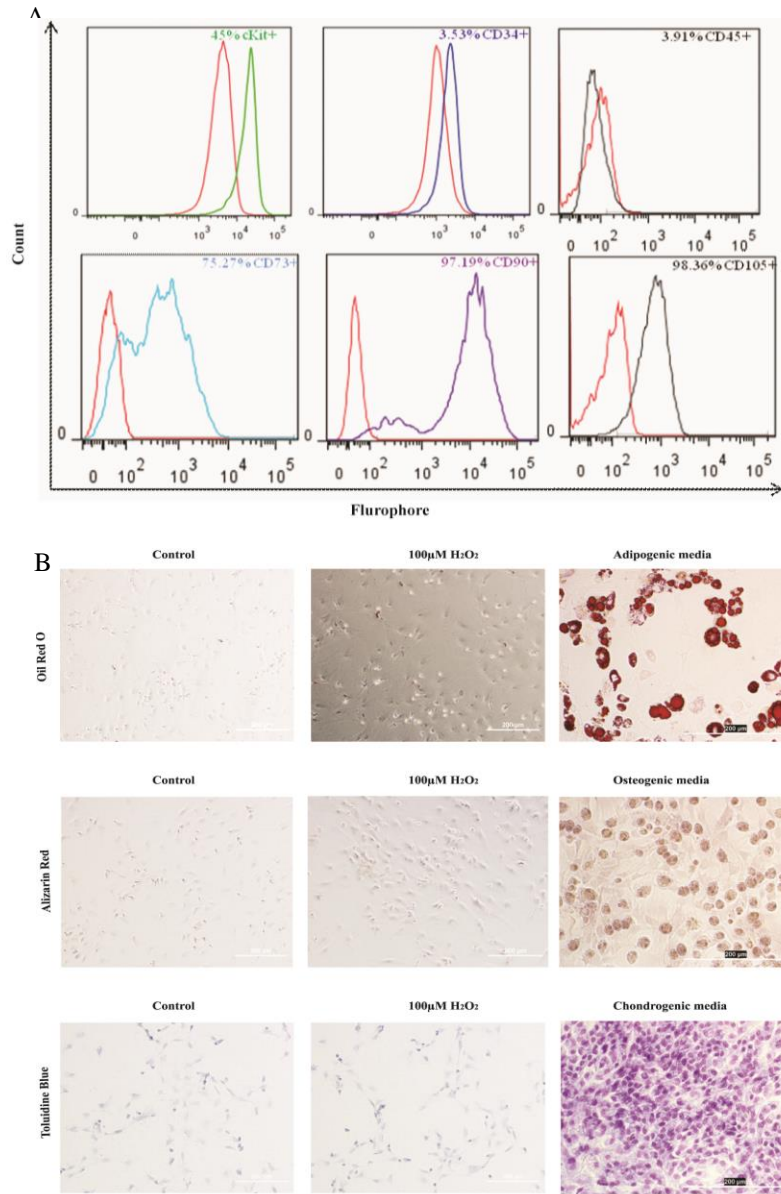 A
45% cKit+
3.53% CD34+
3.91% CD45+
0 10³ 10⁴ 10⁵
0
0 10³ 10⁴ 10⁵
0
0 10² 10³ 10⁴ 10⁵
0
Count
75.27% CD73+
97.19% CD90+
98.36% CD105+
0 10² 10³ 10⁴ 10⁵
0
0 10² 10³ 10⁴ 10⁵
0
0 10² 10³ 10⁴ 10⁵
0
Flurophore
B
Control
100µM H₂O₂
Adipogenic media
Oil Red O
200 µm
200 µm
Control
100µM H₂O₂
Osteogenic media
Alizarin Red
200 µm
Control
100µM H₂O₂
Chondrogenic media
Toluidine Blue
200 µm